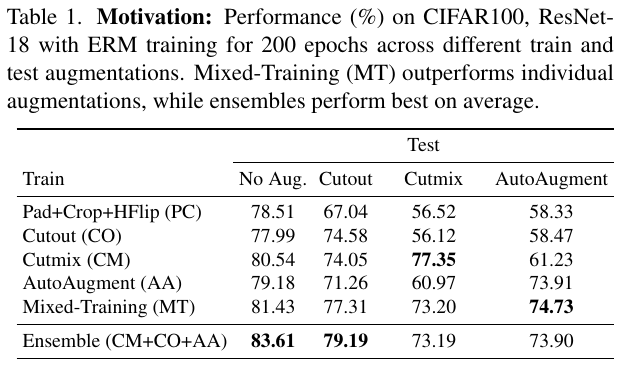 Table 1. Motivation: Performance (%) on CIFAR100, ResNet-
18 with ERM training for 200 epochs across different train and
test augmentations. Mixed-Training (MT) outperforms individual
augmentations, while ensembles perform best on average.
Test
Train No Aug. Cutout Cutmix AutoAugment
Pad+Crop+HFlip (PC) 78.51 67.04 56.52 58.33
Cutout (CO) 77.99 74.58 56.12 58.47
Cutmix (CM) 80.54 74.05 77.35 61.23
AutoAugment (AA) 79.18 71.26 60.97 73.91
Mixed-Training (MT) 81.43 77.31 73.20 74.73
Ensemble (CM+CO+AA) 83.61 79.19 73.19 73.90